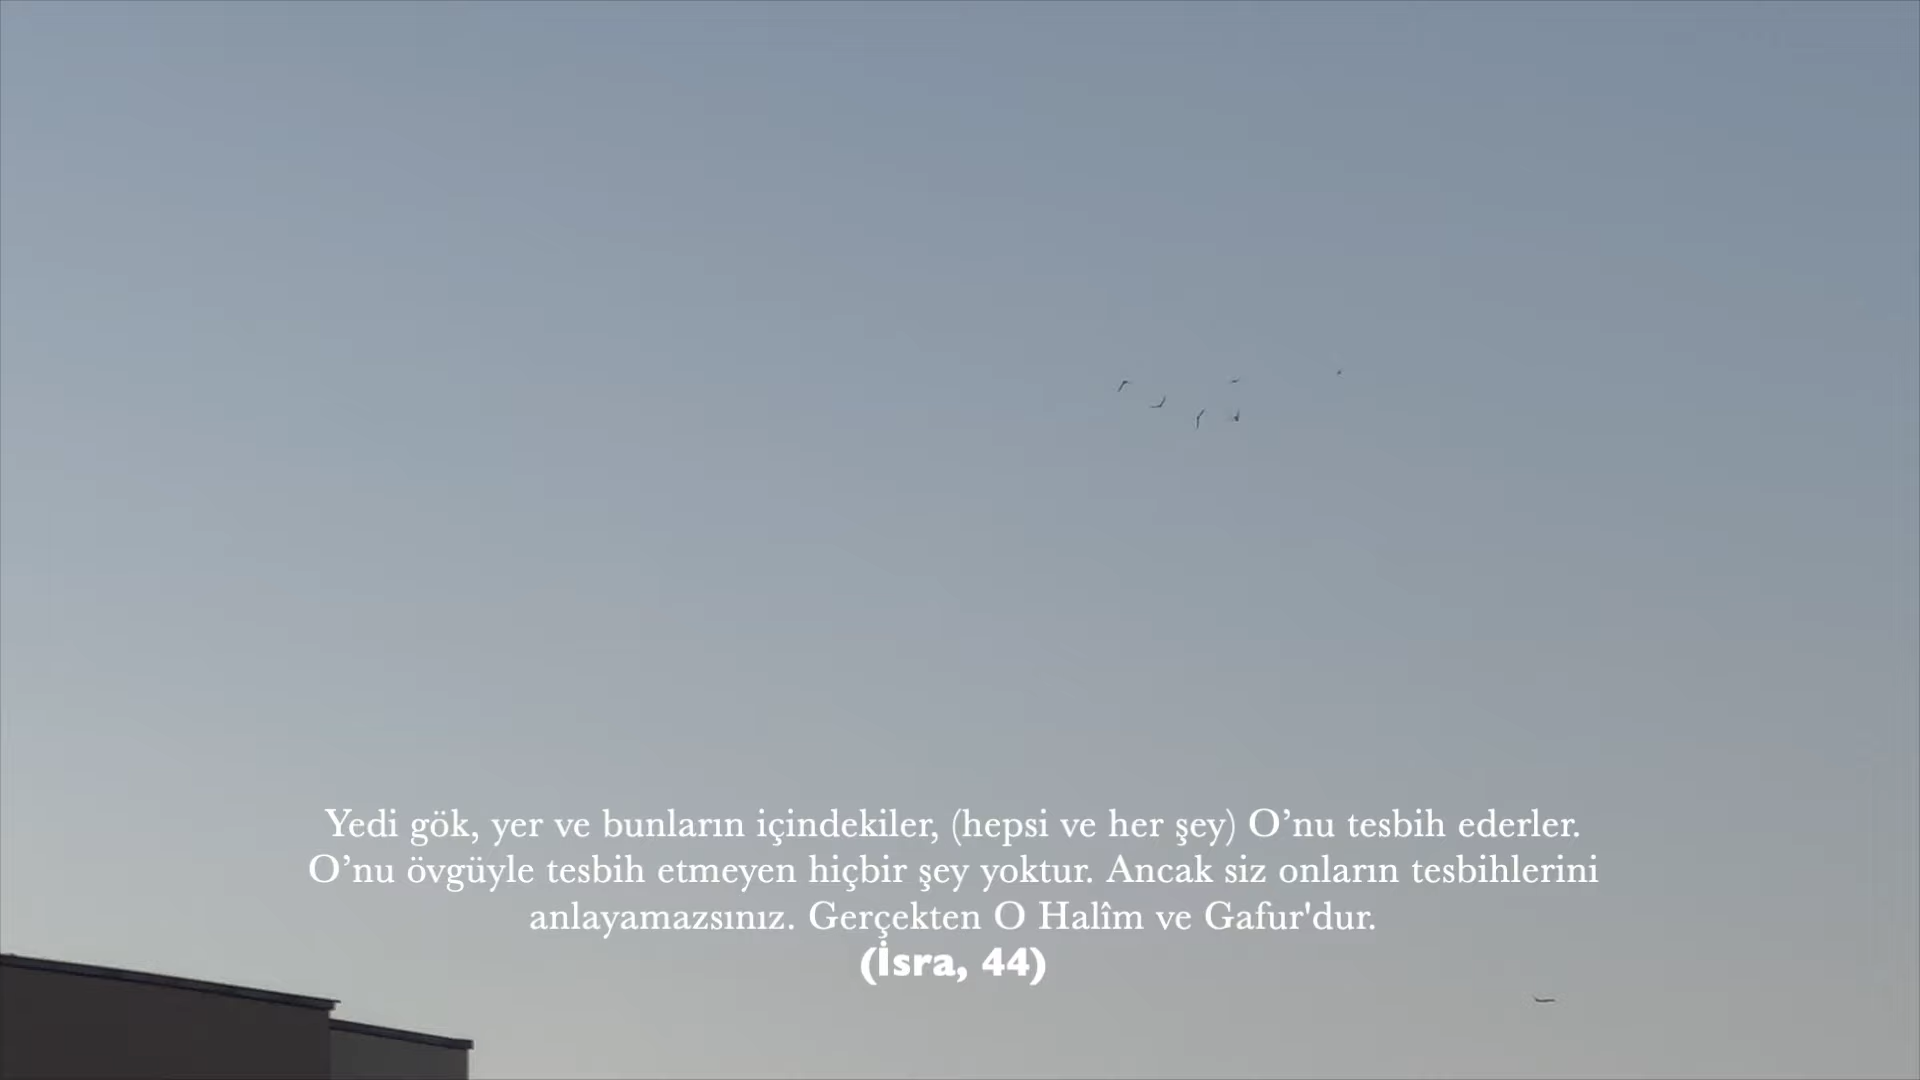 Yedi gök, yer ve bunların içindekiler, (hepsi ve her şey) O’nu tesbih ederler.
O’nu övgüyle tesbih etmeyen hiçbir şey yoktur. Ancak siz onların tesbihlerini
anlayamazsınız. Gerçekten O Halîm ve Gafur'dur.
(İsra, 44)